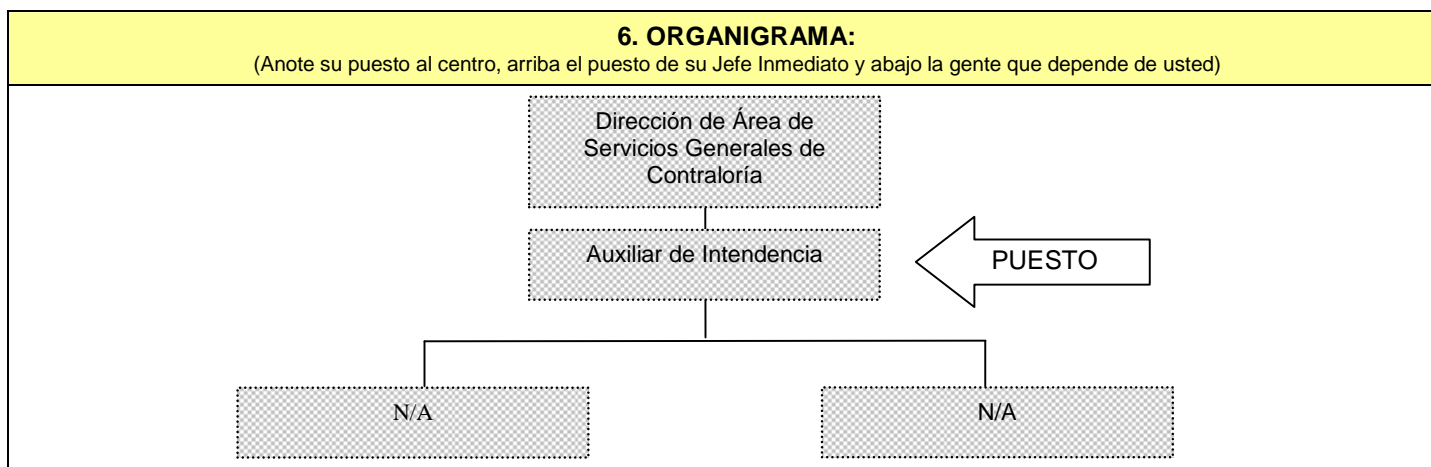 6. ORGANIGRAMA:
(Anote su puesto al centro, arriba el puesto de su Jefe Inmediato y abajo la gente que depende de usted)
Dirección de Área de
Servicios Generales de
Contraloría
Auxiliar de Intendencia
PUESTO
N/A
N/A